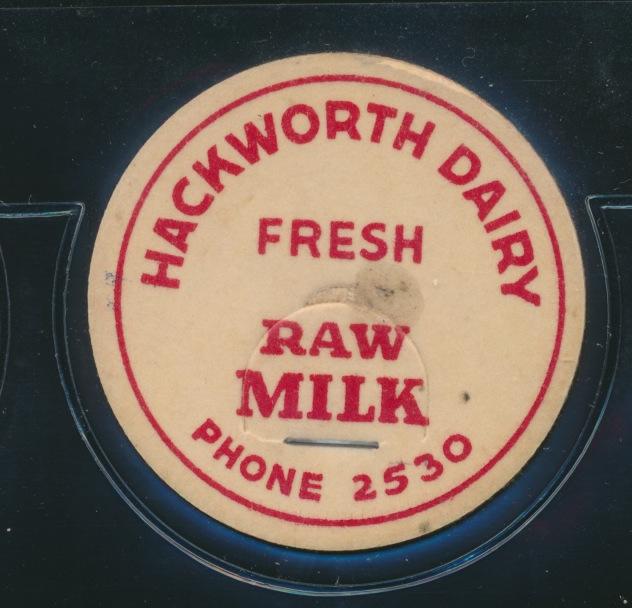 HACKWORTH DAIRY
FRESH
RAW
MILK
PHONE 2530